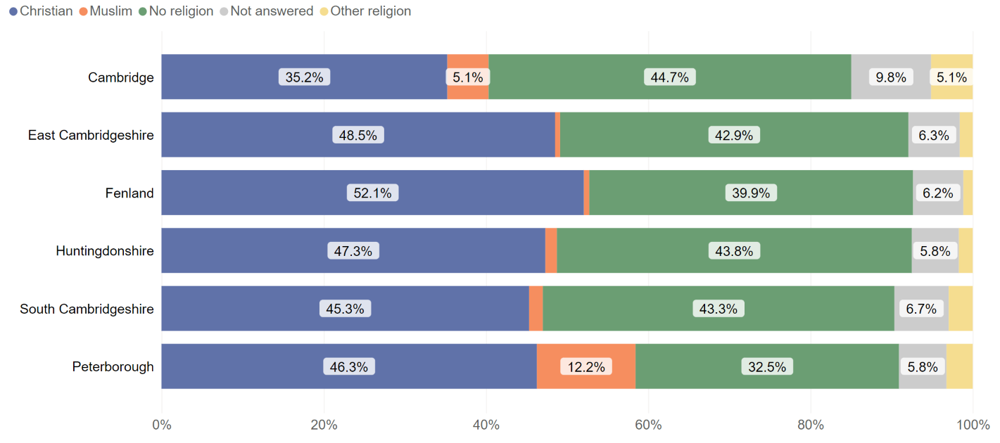 Christian Muslim No religion Not answered Other religion
Cambridge 35.2% 5.1% 44.7% 9.8% 5.1%
East Cambridgeshire 48.5% 42.9% 6.3%
Fenland 52.1% 39.9% 6.2%
Huntingdonshire 47.3% 43.8% 5.8%
South Cambridgeshire 45.3% 43.3% 6.7%
Peterborough 46.3% 12.2% 32.5% 5.8%
0% 20% 40% 60% 80% 100%